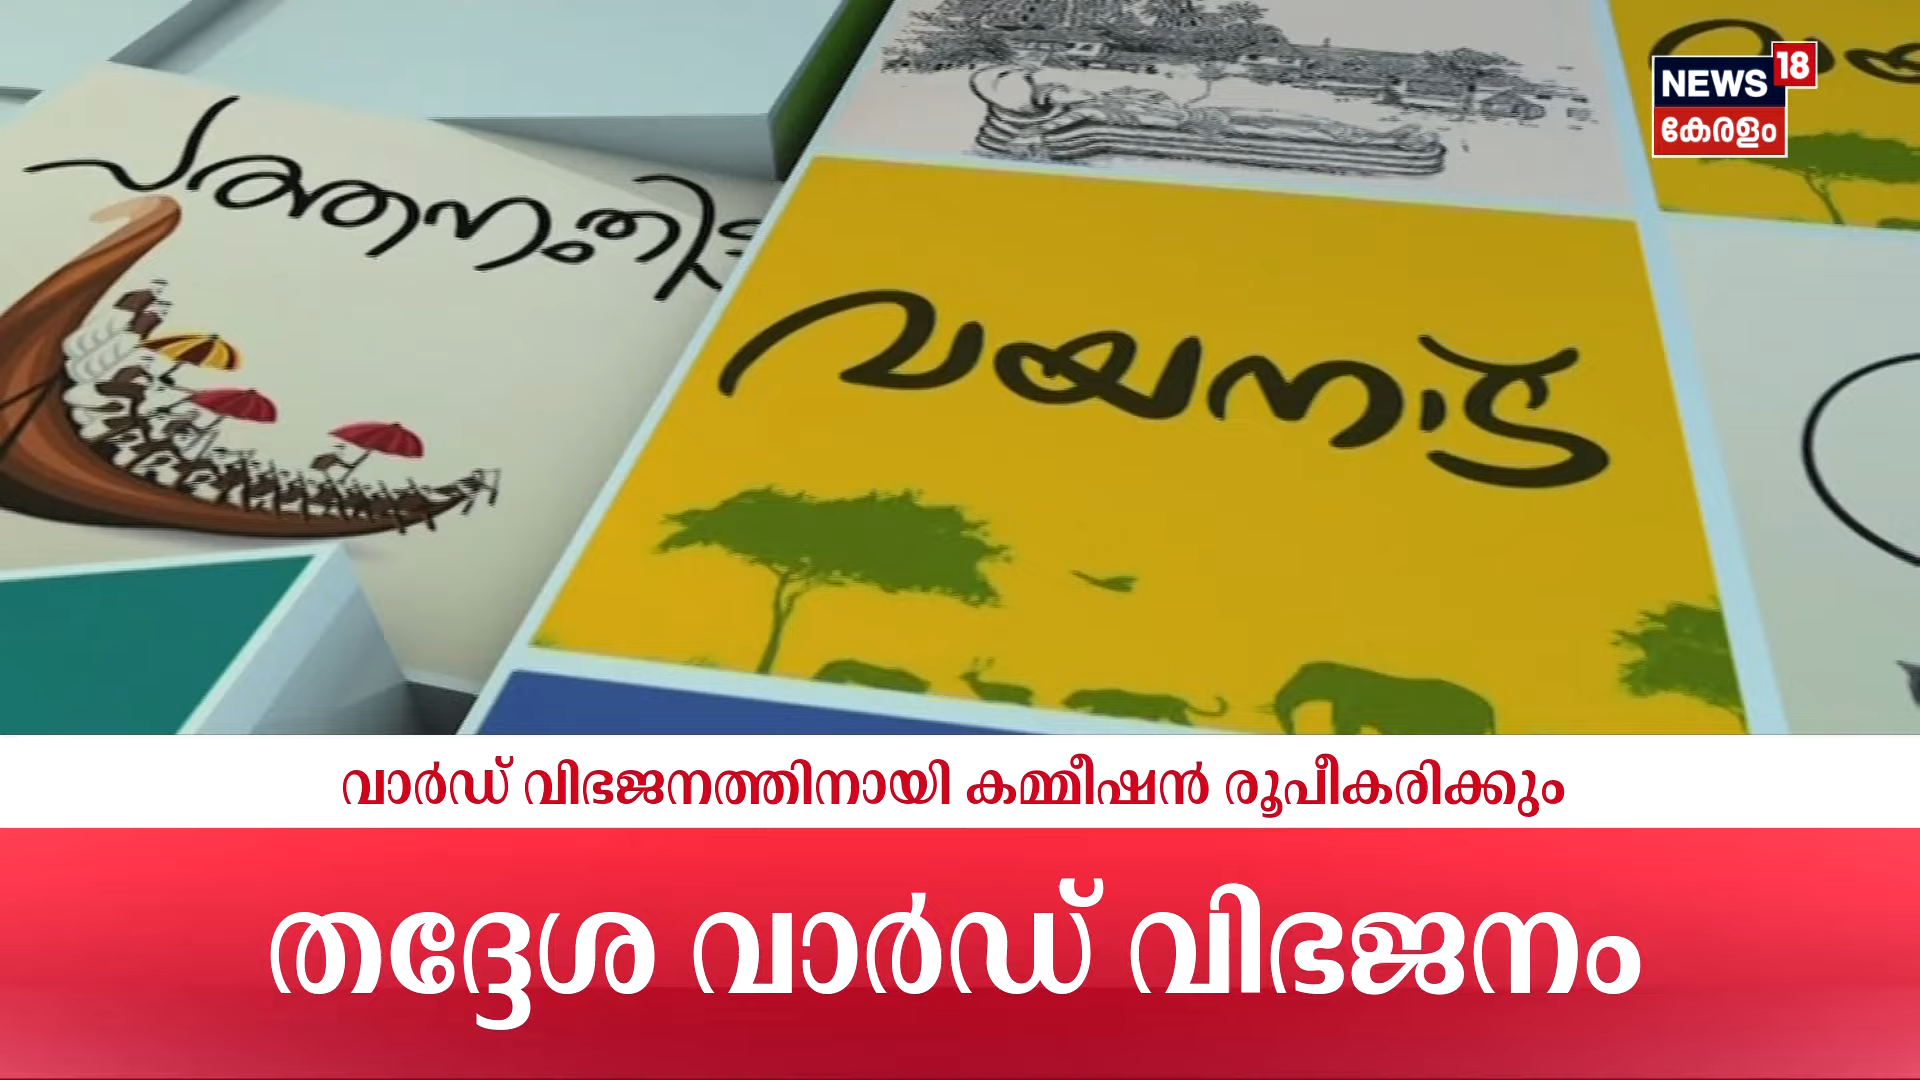 പത്തനംതിട്ട
വയനാട്
NEWS 18
കേരളം
വാർഡ് വിഭജനത്തിനായി കമ്മീഷൻ രൂപീകരിക്കും
തദ്ദേശ വാർഡ് വിഭജനം